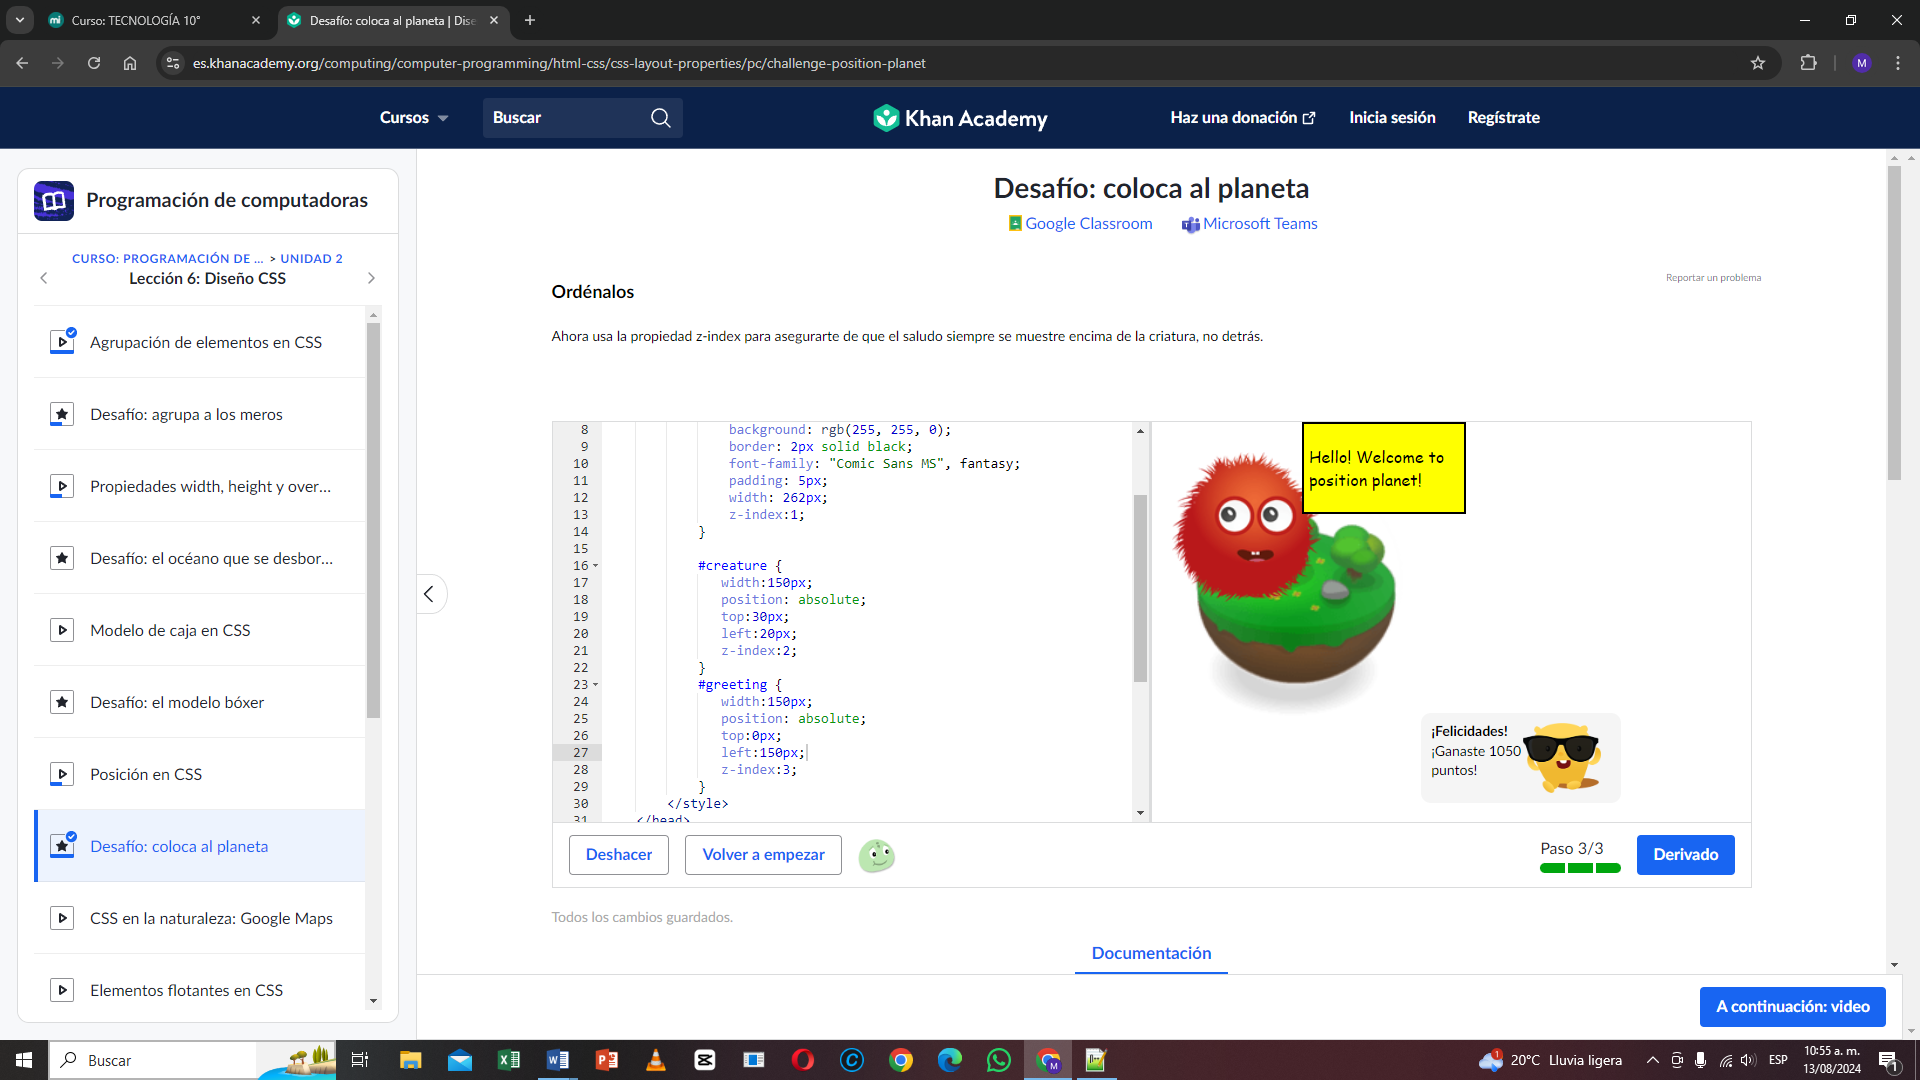 Curso: TECNOLOGÍA 10°
Desafío: coloca al planeta | Dise
es.khanacademy.org/computing/computer-programming/html-css/css-layout-properties/pc/challenge-position-planet
M
Cursos
Buscar
Khan Academy
Haz una donación
Inicia sesión
Regístrate
Programación de computadoras
CURSO: PROGRAMACIÓN DE ... > UNIDAD 2
Lección 6: Diseño CSS
Agrupación de elementos en CSS
Desafío: agrupa a los meros
Propiedades width, height y over...
Desafío: el océano que se desbor...
Modelo de caja en CSS
Desafío: el modelo bóxer
Posición en CSS
Desafío: coloca al planeta
CSS en la naturaleza: Google Maps
Elementos flotantes en CSS
Desafío: coloca al planeta
Google Classroom
Microsoft Teams
Reportar un problema
Ordénalos
Ahora usa la propiedad z-index para asegurarte de que el saludo siempre se muestre encima de la criatura, no detrás.
8 background: rgb(255, 255, 0);
9 border: 2px solid black;
10 font-family: "Comic Sans MS", fantasy;
11 padding: 5px;
12 width: 262px;
13 z-index:1;
14 }
15
16 #creature {
17 width:150px;
18 position: absolute;
19 top:30px;
20 left:20px;
21 z-index:2;
22 }
23 #greeting {
24 width:150px;
25 position: absolute;
26 top:0px;
27 left:150px;
28 z-index:3;
29 }
30 </style>
31 </head>
Hello! Welcome to
position planet!
¡Felicidades!
¡Ganaste 1050
puntos!
Deshacer
Volver a empezar
Paso 3/3
Derivado
Todos los cambios guardados.
Documentación
A continuación: video
Buscar
20°C Lluvia ligera
ESP
10:55 a. m.
13/08/2024
1